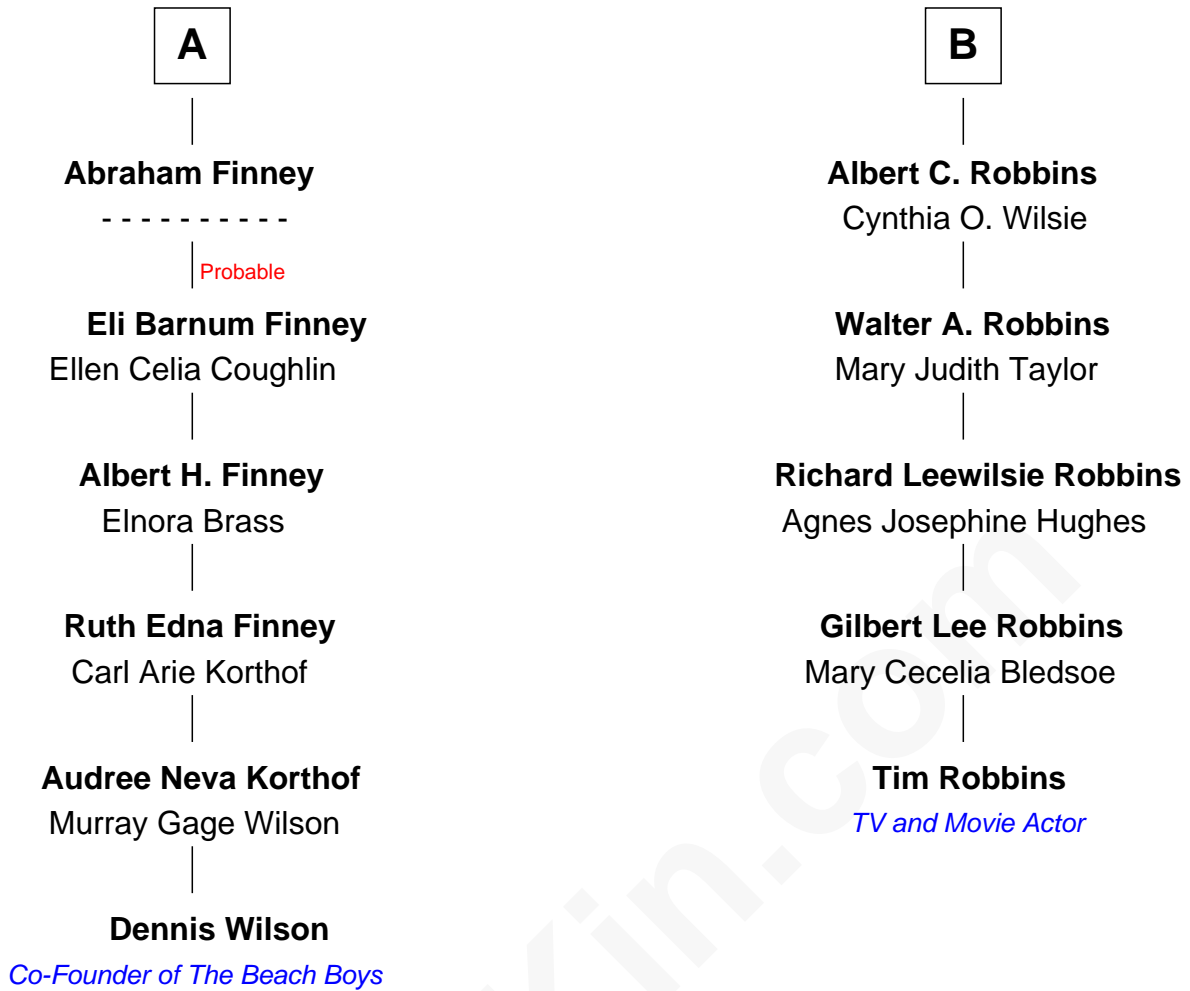 A
Abraham Finney
- - - - - - - - - -
Probable
Eli Barnum Finney
Ellen Celia Coughlin
Albert H. Finney
Elnora Brass
Ruth Edna Finney
Carl Arie Korthof
Audree Neva Korthof
Murray Gage Wilson
Dennis Wilson
Co-Founder of The Beach Boys
B
Albert C. Robbins
Cynthia O. Wilsie
Walter A. Robbins
Mary Judith Taylor
Richard Leewilsie Robbins
Agnes Josephine Hughes
Gilbert Lee Robbins
Mary Cecelia Bledsoe
Tim Robbins
TV and Movie Actor
Kin.com